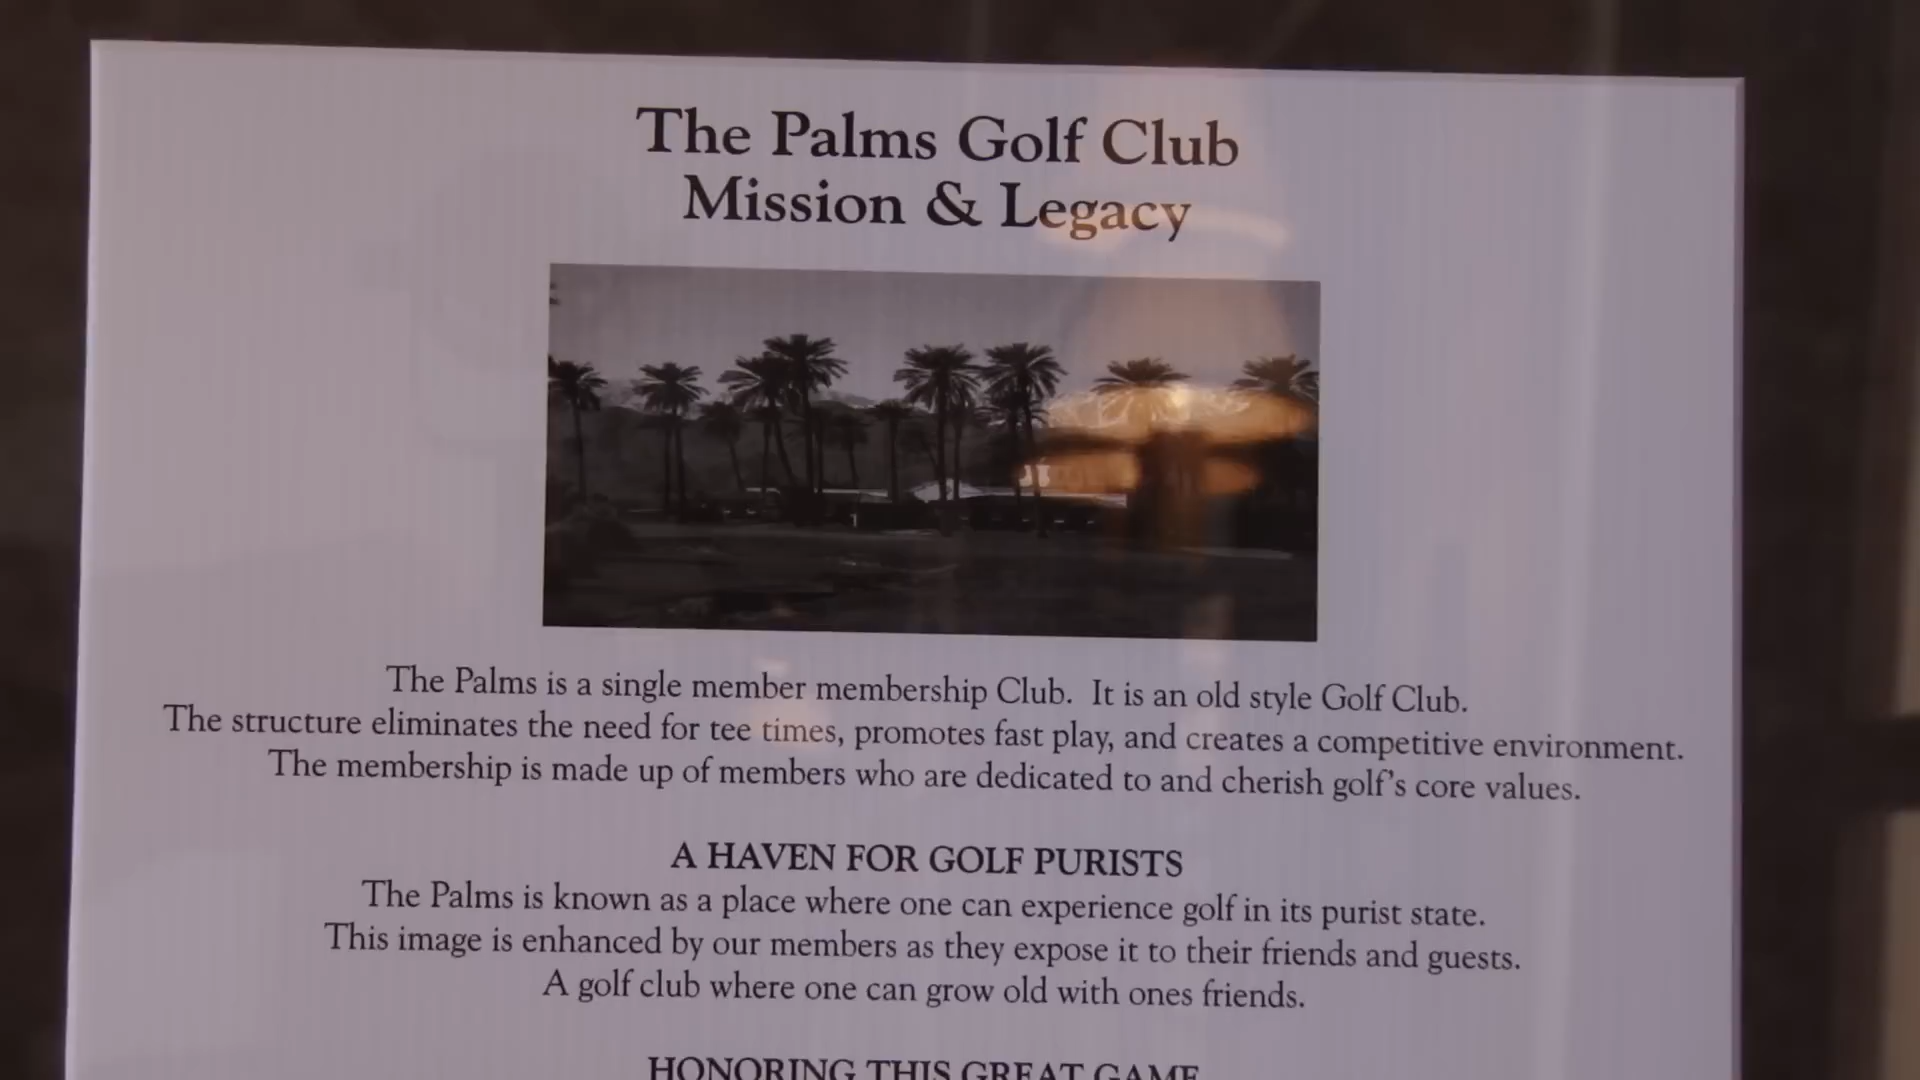 The Palms Golf Club
Mission & Legacy
The Palms is a single member membership Club. It is an old style Golf Club.
The structure eliminates the need for tee times, promotes fast play, and creates a competitive environment.
The membership is made up of members who are dedicated to and cherish golf's core values.
A HAVEN FOR GOLF PURISTS
The Palms is known as a place where one can experience golf in its purist state.
This image is enhanced by our members as they expose it to their friends and guests.
A golf club where one can grow old with ones friends.
HONORING THIS GREAT GAME